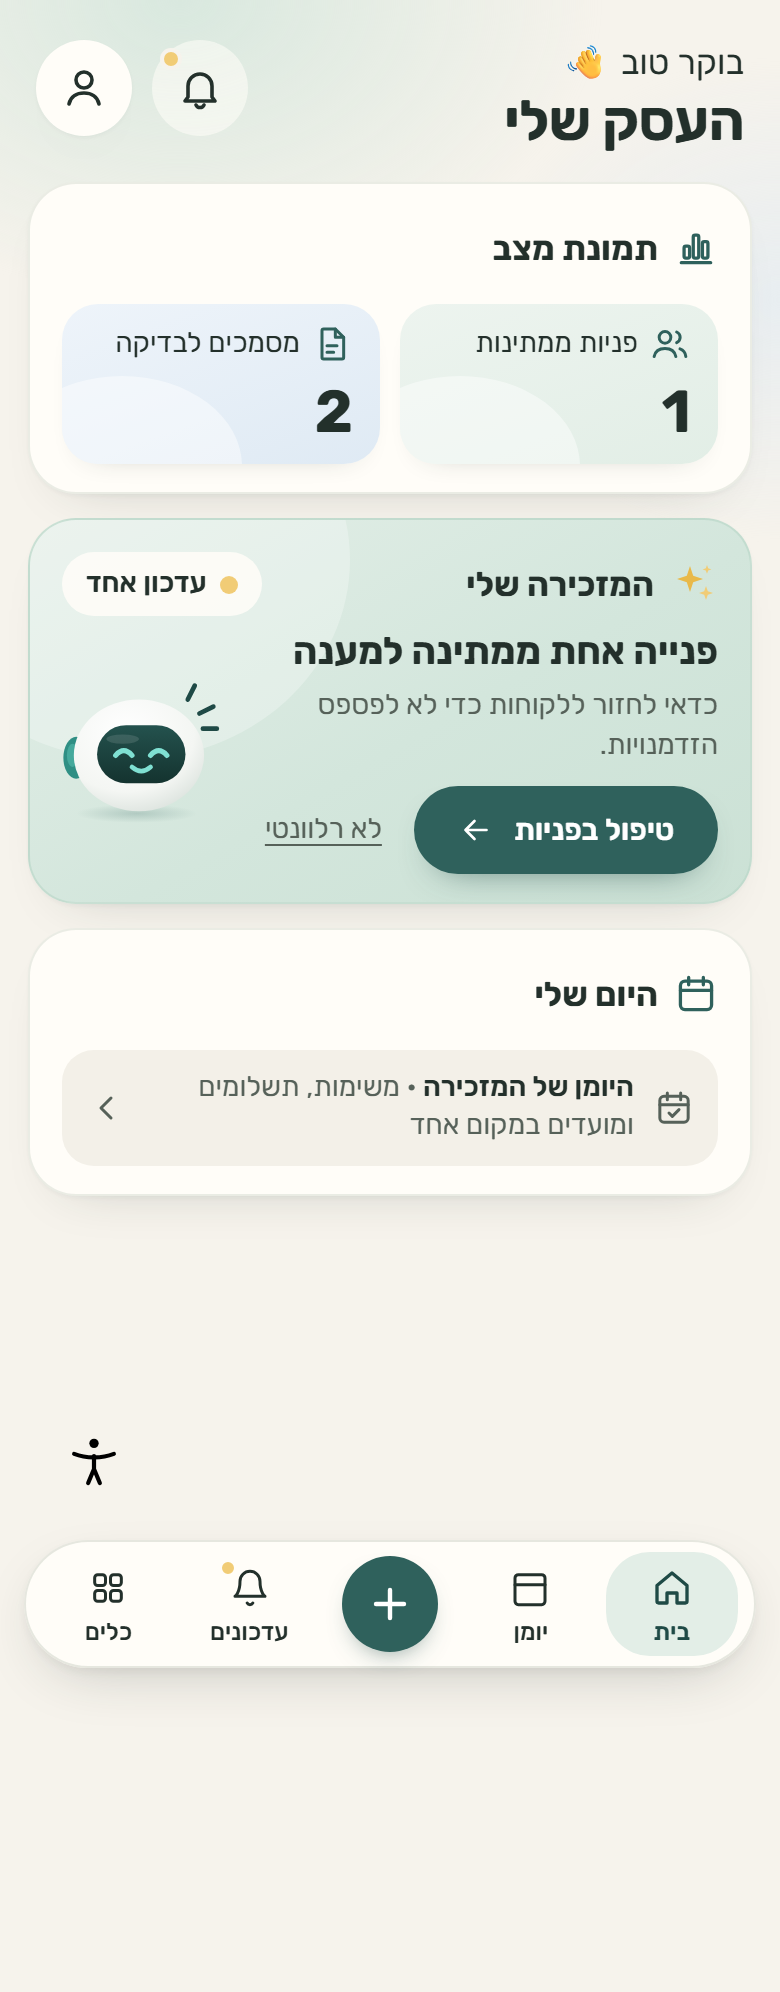 בוקר טוב 👋
העסק שלי
תמונת מצב
פניות ממתינות
1
מסמכים לבדיקה
2
המזכירה שלי
עדכון אחד
פנייה אחת ממתינה למענה
כדאי לחזור ללקוחות כדי לא לפספס
הזדמנויות.
טיפול בפניות
לא רלוונטי
היום שלי
היומן של המזכירה • משימות, תשלומים
ומועדים במקום אחד
בית
יומן
עדכונים
כלים